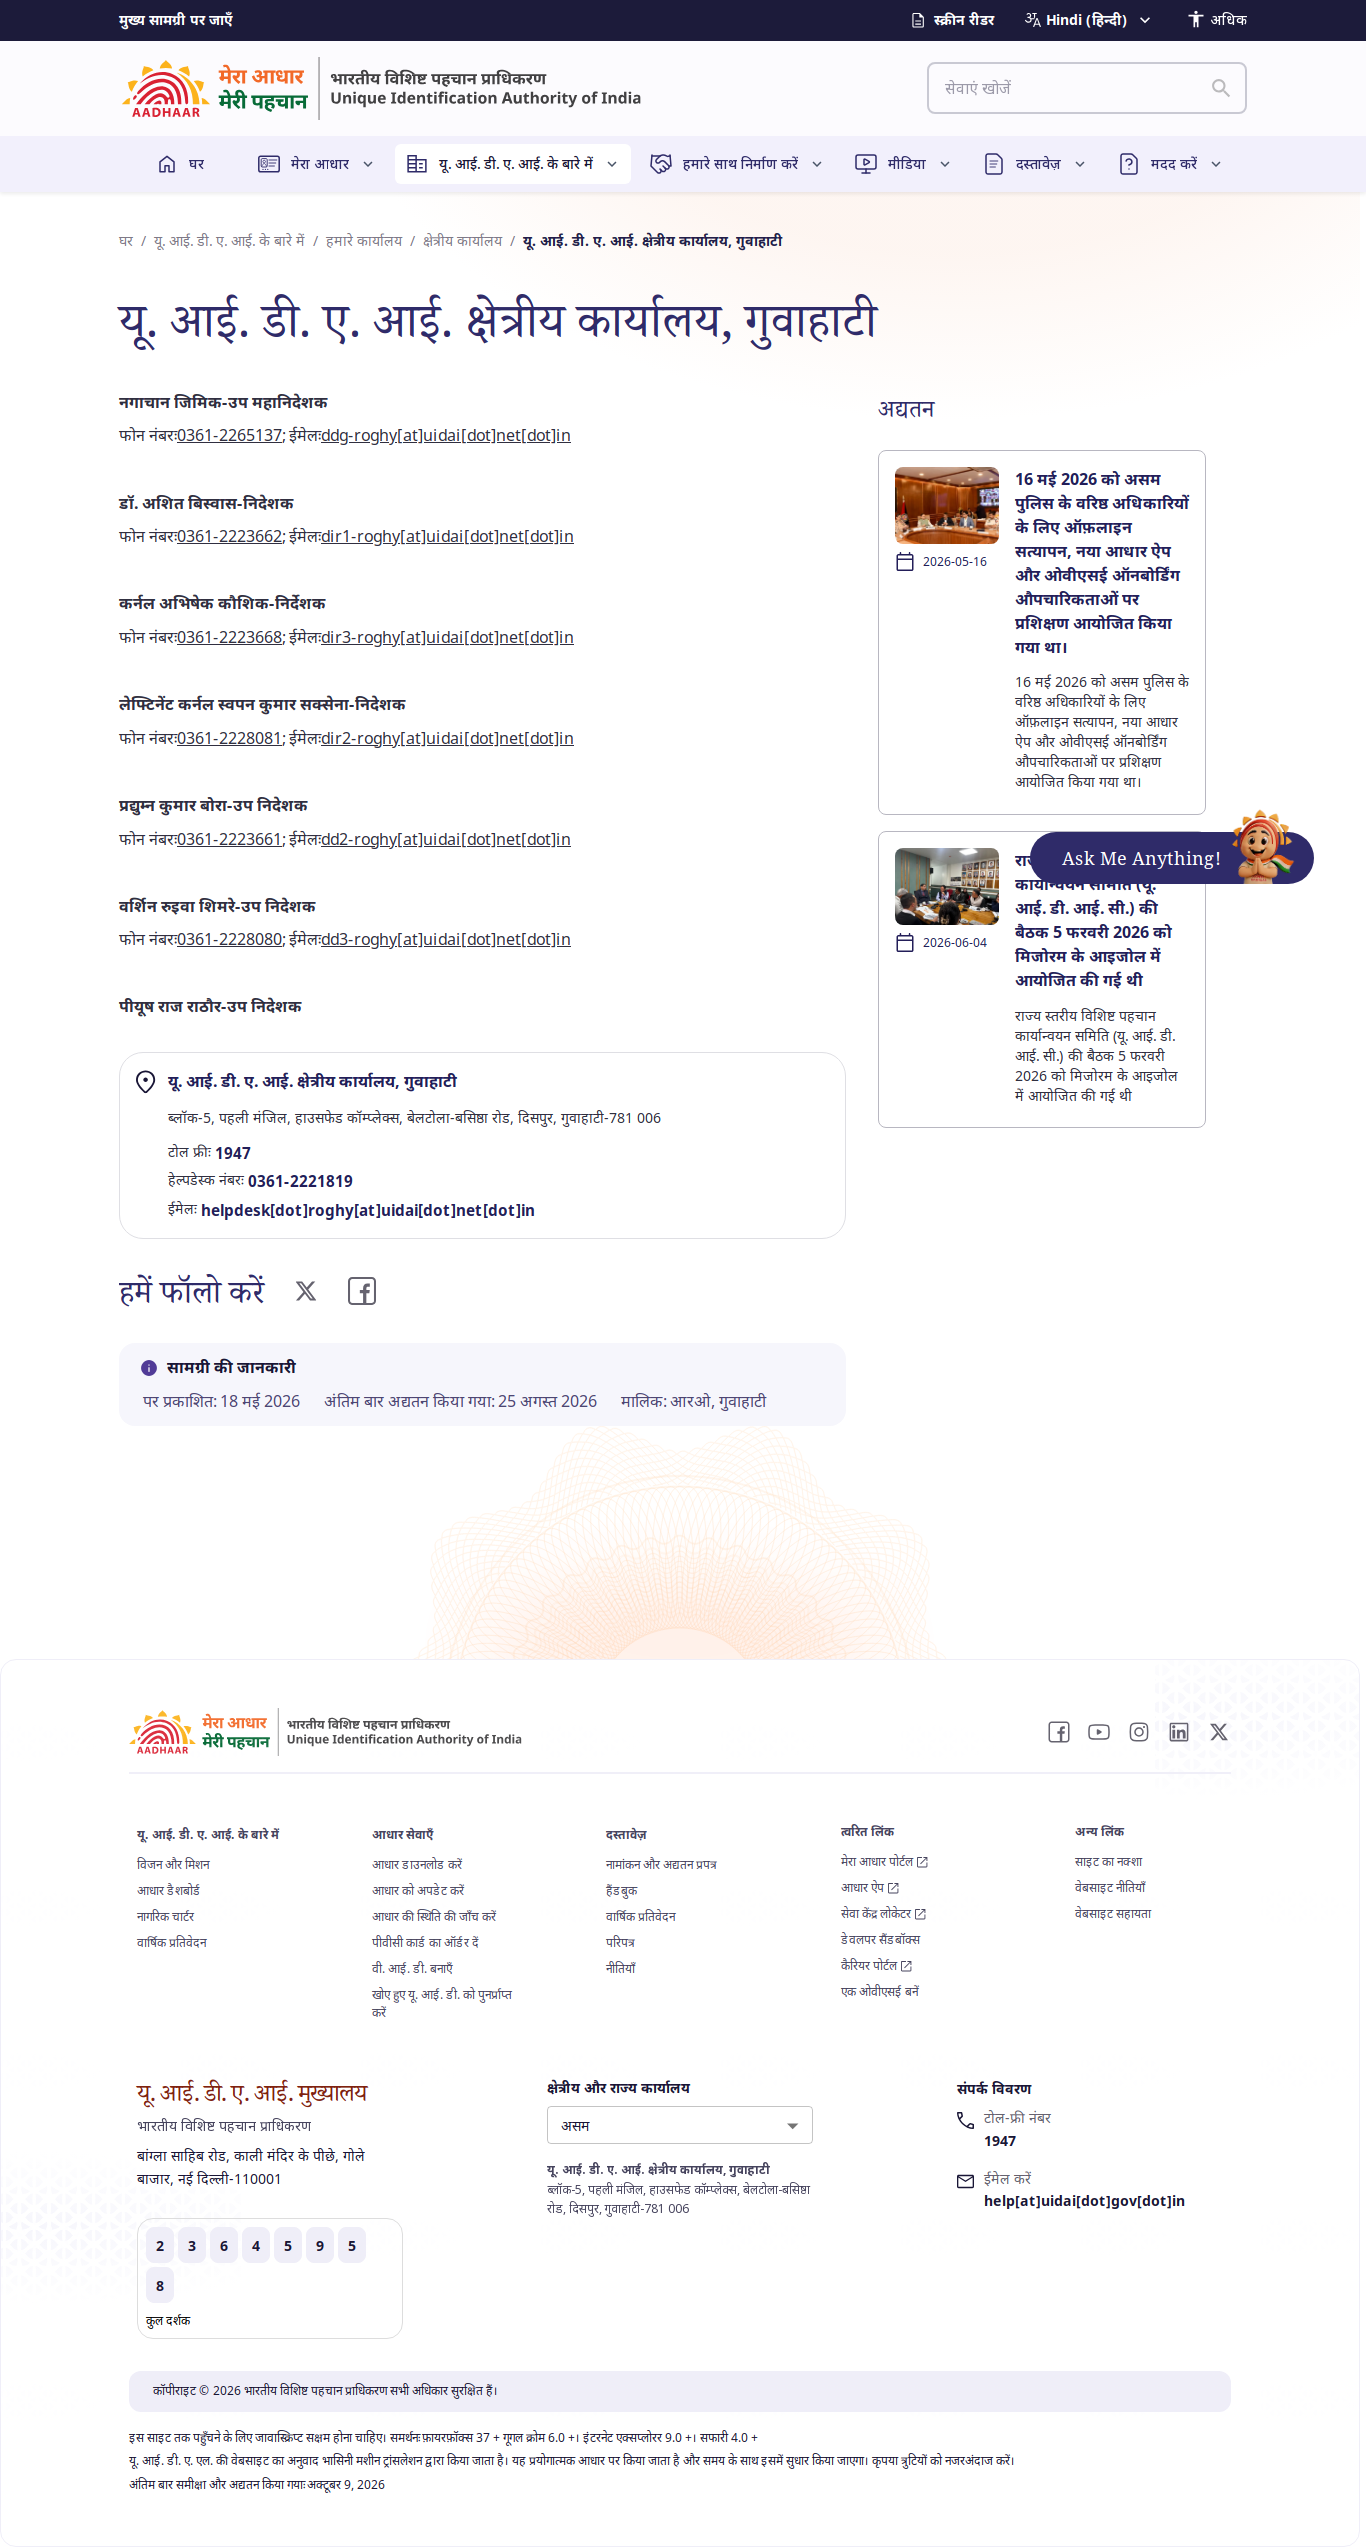 मुख्य सामग्री पर जाएँ
स्क्रीन रीडर
Hindi (हिन्दी)
अधिक
मेरा आधार
मेरी पहचान
AADHAAR
भारतीय विशिष्ट पहचान प्राधिकरण
Unique Identification Authority of India
सेवाएं खोजें
घर
मेरा आधार
यू. आई. डी. ए. आई. के बारे में
हमारे साथ निर्माण करें
मीडिया
दस्तावेज़
मदद करें
घर / यू. आई. डी. ए. आई. के बारे में / हमारे कार्यालय / क्षेत्रीय कार्यालय / यू. आई. डी. ए. आई. क्षेत्रीय कार्यालय, गुवाहाटी
यू. आई. डी. ए. आई. क्षेत्रीय कार्यालय, गुवाहाटी
नगाचान जिमिक-उप महानिदेशक
फोन नंबरः0361-2265137; ईमेलःddg-roghy[at]uidai[dot]net[dot]in
डॉ. अशित बिस्वास-निदेशक
फोन नंबरः0361-2223662; ईमेलःdir1-roghy[at]uidai[dot]net[dot]in
कर्नल अभिषेक कौशिक-निर्देशक
फोन नंबरः0361-2223668; ईमेलःdir3-roghy[at]uidai[dot]net[dot]in
लेफ्टिनेंट कर्नल स्वपन कुमार सक्सेना-निदेशक
फोन नंबरः0361-2228081; ईमेलःdir2-roghy[at]uidai[dot]net[dot]in
प्रद्युम्न कुमार बोरा-उप निदेशक
फोन नंबरः0361-2223661; ईमेलःdd2-roghy[at]uidai[dot]net[dot]in
वर्शिन रुइवा शिमरे-उप निदेशक
फोन नंबरः0361-2228080; ईमेलःdd3-roghy[at]uidai[dot]net[dot]in
पीयूष राज राठौर-उप निदेशक
यू. आई. डी. ए. आई. क्षेत्रीय कार्यालय, गुवाहाटी
ब्लॉक-5, पहली मंजिल, हाउसफेड कॉम्प्लेक्स, बेलटोला-बसिष्ठा रोड, दिसपुर, गुवाहाटी-781 006
टोल फ्रीः 1947
हेल्पडेस्क नंबरः 0361-2221819
ईमेलः helpdesk[dot]roghy[at]uidai[dot]net[dot]in
हमें फॉलो करें
सामग्री की जानकारी
पर प्रकाशित: 18 मई 2026
अंतिम बार अद्यतन किया गया: 25 अगस्त 2026
मालिक: आरओ, गुवाहाटी
अद्यतन
2026-05-16
16 मई 2026 को असम
पुलिस के वरिष्ठ अधिकारियों
के लिए ऑफ़लाइन
सत्यापन, नया आधार ऐप
और ओवीएसई ऑनबोर्डिंग
औपचारिकताओं पर
प्रशिक्षण आयोजित किया
गया था।
16 मई 2026 को असम पुलिस के
वरिष्ठ अधिकारियों के लिए
ऑफ़लाइन सत्यापन, नया आधार
ऐप और ओवीएसई ऑनबोर्डिंग
औपचारिकताओं पर प्रशिक्षण
आयोजित किया गया था।
Ask Me Anything!
2026-06-04
आई. डी. आई. सी.) की
बैठक 5 फरवरी 2026 को
मिजोरम के आइजोल में
आयोजित की गई थी
राज्य स्तरीय विशिष्ट पहचान
कार्यान्वयन समिति (यू. आई. डी.
आई. सी.) की बैठक 5 फरवरी
2026 को मिजोरम के आइजोल
में आयोजित की गई थी
मेरा आधार
मेरी पहचान
AADHAAR
भारतीय विशिष्ट पहचान प्राधिकरण
Unique Identification Authority of India
यू. आई. डी. ए. आई. के बारे में
विजन और मिशन
आधार डैशबोर्ड
नागरिक चार्टर
वार्षिक प्रतिवेदन
आधार सेवाएँ
आधार डाउनलोड करें
आधार को अपडेट करें
आधार की स्थिति की जाँच करें
पीवीसी कार्ड का ऑर्डर दें
वी. आई. डी. बनाएँ
खोए हुए यू. आई. डी. को पुनर्प्राप्त
करें
दस्तावेज़
नामांकन और अद्यतन प्रपत्र
हैंडबुक
वार्षिक प्रतिवेदन
परिपत्र
नीतियाँ
त्वरित लिंक
मेरा आधार पोर्टल
आधार ऐप
सेवा केंद्र लोकेटर
डेवलपर सैंडबॉक्स
कैरियर पोर्टल
एक ओवीएसई बनें
अन्य लिंक
साइट का नक्शा
वेबसाइट नीतियाँ
वेबसाइट सहायता
यू. आई. डी. ए. आई. मुख्यालय
भारतीय विशिष्ट पहचान प्राधिकरण
बांग्ला साहिब रोड, काली मंदिर के पीछे, गोले
बाजार, नई दिल्ली-110001
2 3 6 4 5 9 5
8
कुल दर्शक
क्षेत्रीय और राज्य कार्यालय
असम
यू. आई. डी. ए. आई. क्षेत्रीय कार्यालय, गुवाहाटी
ब्लॉक-5, पहली मंजिल, हाउसफेड कॉम्प्लेक्स, बेलटोला-बसिष्ठा
रोड, दिसपुर, गुवाहाटी-781 006
संपर्क विवरण
टोल-फ्री नंबर
1947
ईमेल करें
help[at]uidai[dot]gov[dot]in
कॉपीराइट © 2026 भारतीय विशिष्ट पहचान प्राधिकरण सभी अधिकार सुरक्षित हैं।
इस साइट तक पहुँचने के लिए जावास्क्रिप्ट सक्षम होना चाहिए। समर्थनः फ़ायरफ़ॉक्स 37 + गूगल क्रोम 6.0 +। इंटरनेट एक्सप्लोरर 9.0 +। सफारी 4.0 +
यू. आई. डी. ए. एल. की वेबसाइट का अनुवाद भासिनी मशीन ट्रांसलेशन द्वारा किया जाता है। यह प्रयोगात्मक आधार पर किया जाता है और समय के साथ इसमें सुधार किया जाएगा। कृपया त्रुटियों को नजरअंदाज करें।
अंतिम बार समीक्षा और अद्यतन किया गयाः अक्टूबर 9, 2026